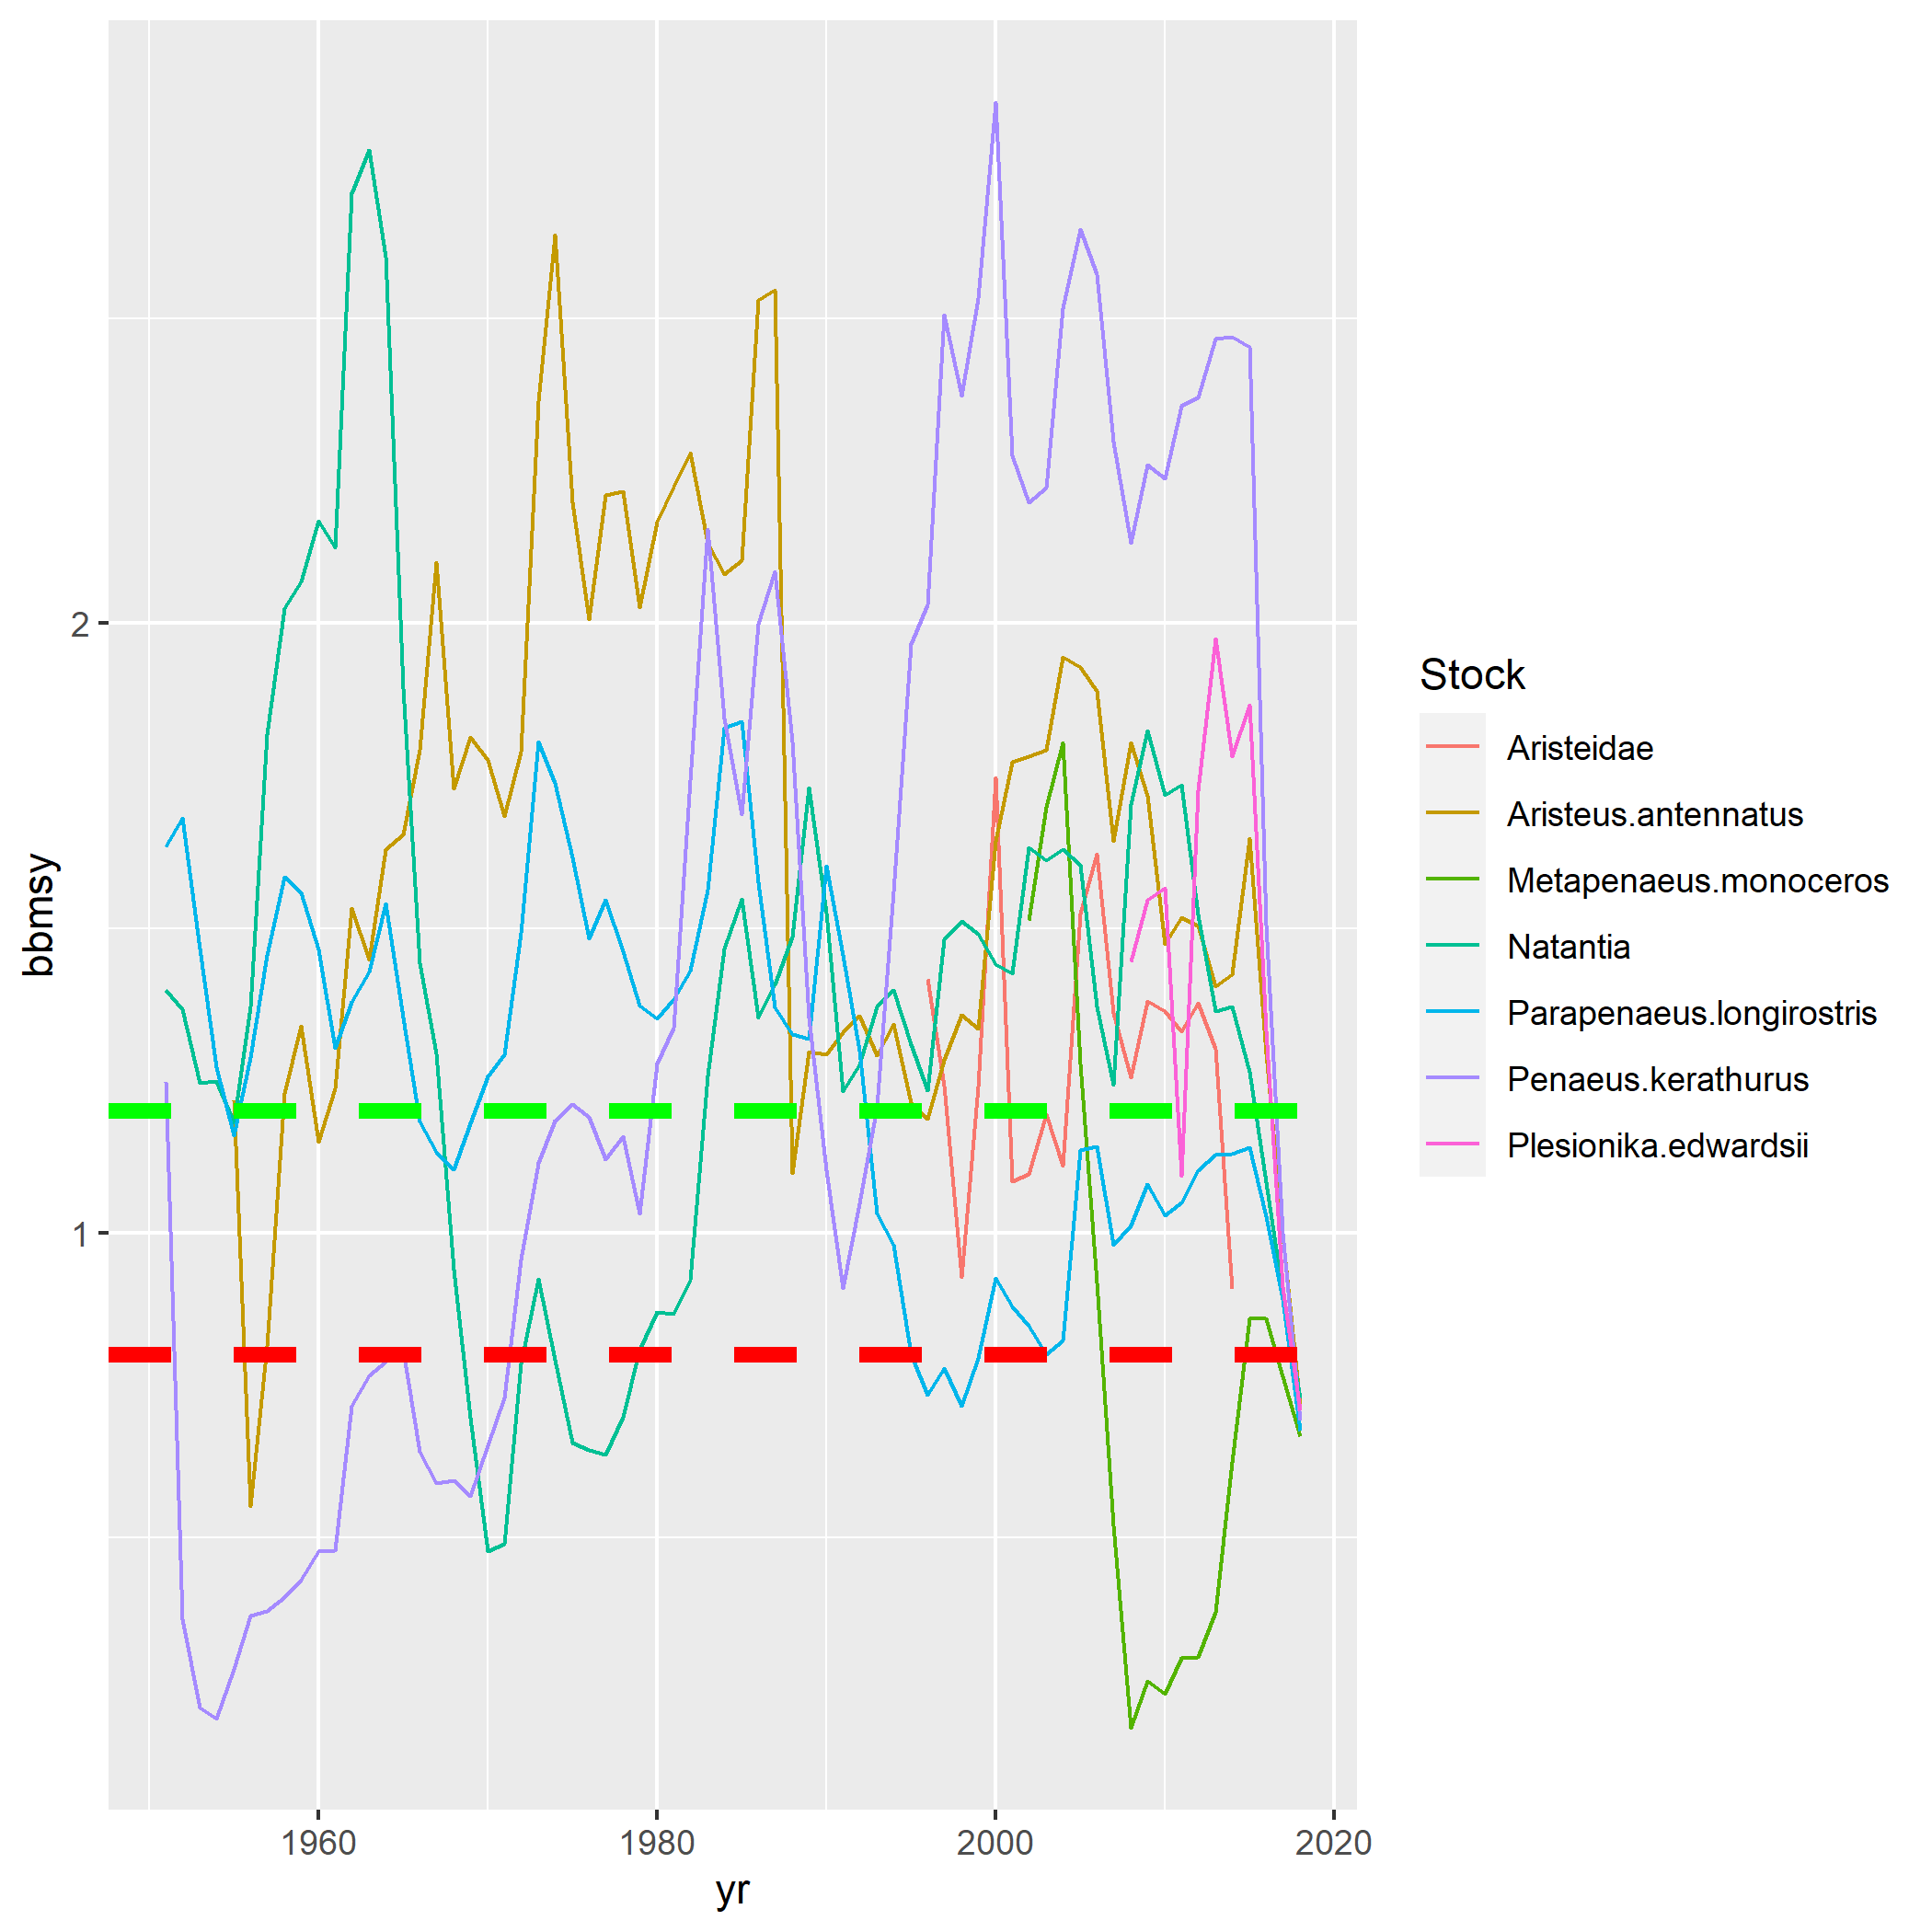 bbmsy
2
1
1960
1980
2000
2020
yr
Stock
Aristeidae
Aristeus.antennatus
Metapenaeus.monoceros
Natantia
Parapenaeus.longirostris
Penaeus.kerathurus
Plesionika.edwardsii